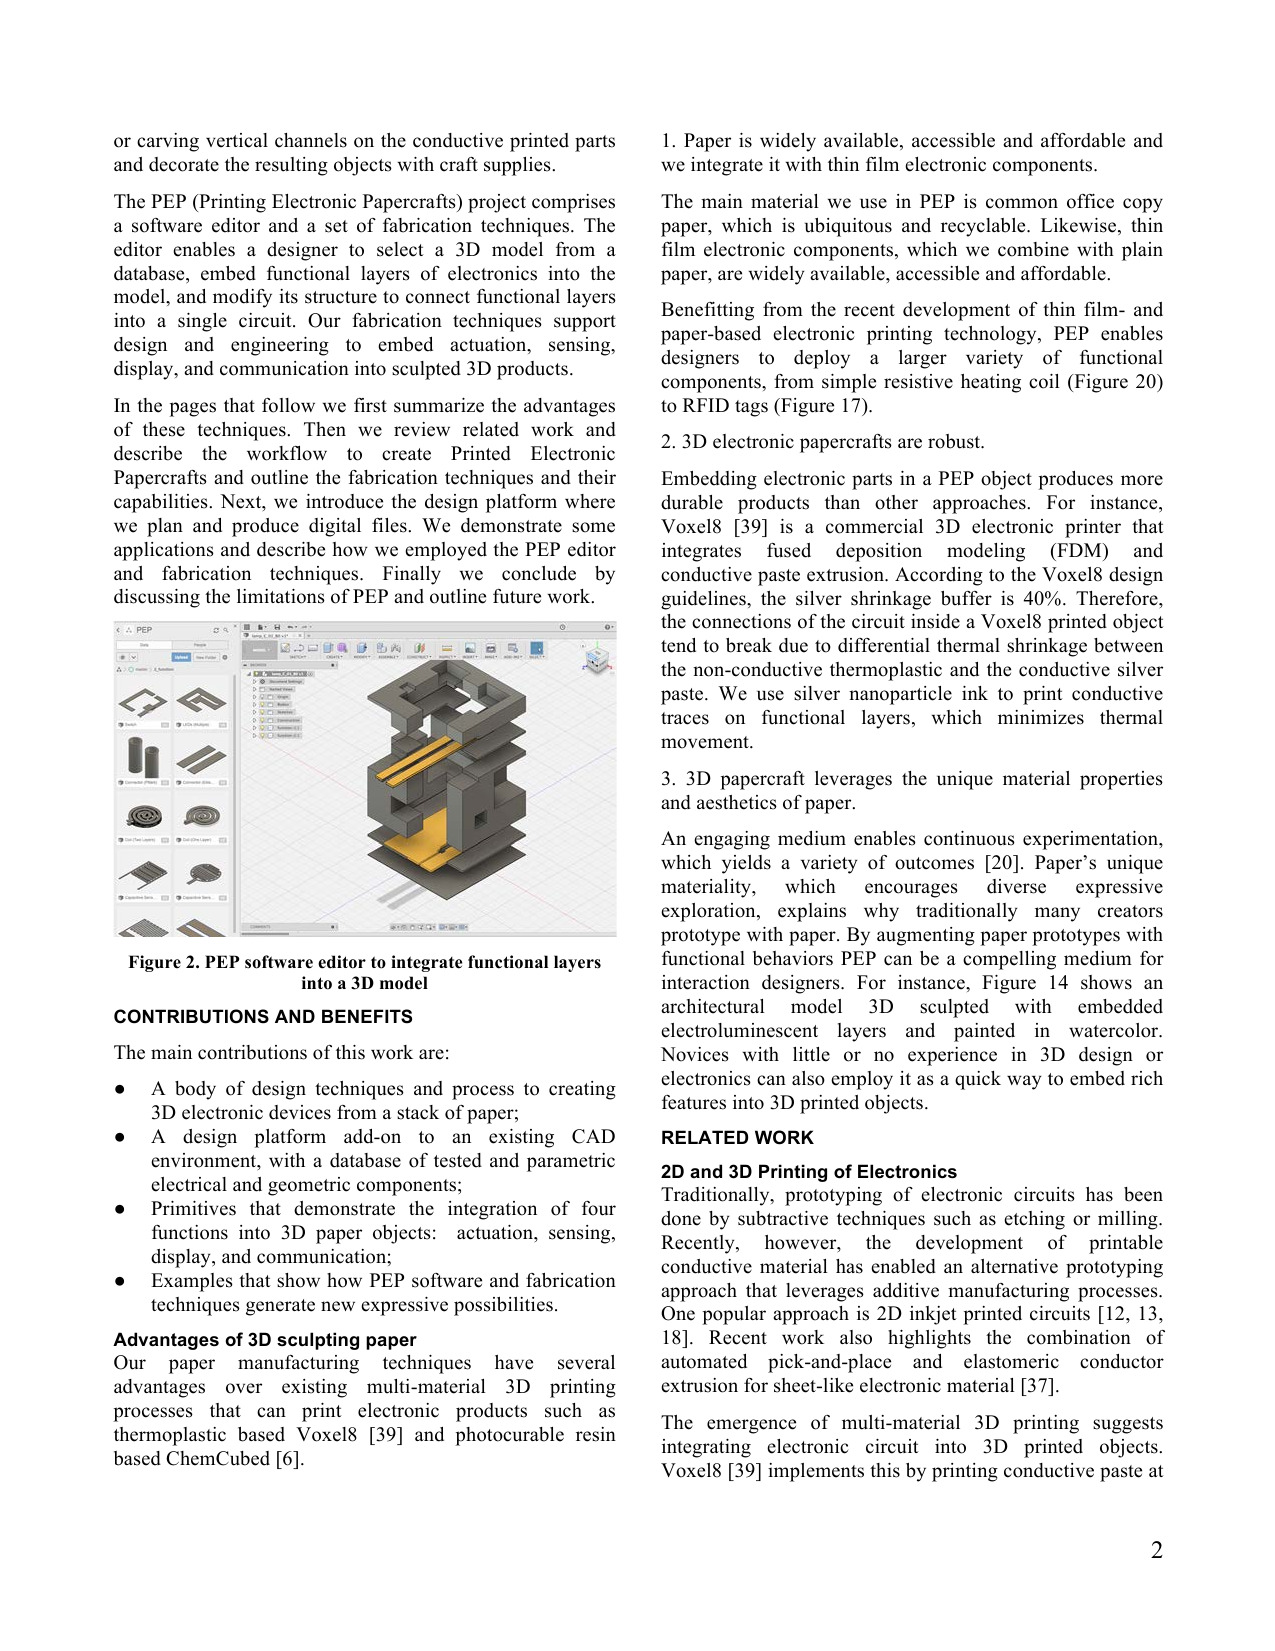 or carving vertical channels on the conductive printed parts
and decorate the resulting objects with craft supplies.
The PEP (Printing Electronic Papercrafts) project comprises
a software editor and a set of fabrication techniques. The
editor enables a designer to select a 3D model from a
database, embed functional layers of electronics into the
model, and modify its structure to connect functional layers
into a single circuit. Our fabrication techniques support
design and engineering to embed actuation, sensing,
display, and communication into sculpted 3D products.
In the pages that follow we first summarize the advantages
of these techniques. Then we review related work and
describe the workflow to create Printed Electronic
Papercrafts and outline the fabrication techniques and their
capabilities. Next, we introduce the design platform where
we plan and produce digital files. We demonstrate some
applications and describe how we employed the PEP editor
and fabrication techniques. Finally we conclude by
discussing the limitations of PEP and outline future work.
PEP
Data People
Upload New Folder
Switch
Figure 2. PEP software editor to integrate functional layers
into a 3D model
CONTRIBUTIONS AND BENEFITS
The main contributions of this work are:
● A body of design techniques and process to creating
3D electronic devices from a stack of paper;
● A design platform add-on to an existing CAD
environment, with a database of tested and parametric
electrical and geometric components;
● Primitives that demonstrate the integration of four
functions into 3D paper objects: actuation, sensing,
display, and communication;
● Examples that show how PEP software and fabrication
techniques generate new expressive possibilities.
Advantages of 3D sculpting paper
Our paper manufacturing techniques have several
advantages over existing multi-material 3D printing
processes that can print electronic products such as
thermoplastic based Voxel8 [39] and photocurable resin
based ChemCubed [6].
1. Paper is widely available, accessible and affordable and
we integrate it with thin film electronic components.
The main material we use in PEP is common office copy
paper, which is ubiquitous and recyclable. Likewise, thin
film electronic components, which we combine with plain
paper, are widely available, accessible and affordable.
Benefitting from the recent development of thin film- and
paper-based electronic printing technology, PEP enables
designers to deploy a larger variety of functional
components, from simple resistive heating coil (Figure 20)
to RFID tags (Figure 17).
2. 3D electronic papercrafts are robust.
Embedding electronic parts in a PEP object produces more
durable products than other approaches. For instance,
Voxel8 [39] is a commercial 3D electronic printer that
integrates fused deposition modeling (FDM) and
conductive paste extrusion. According to the Voxel8 design
guidelines, the silver shrinkage buffer is 40%. Therefore,
the connections of the circuit inside a Voxel8 printed object
tend to break due to differential thermal shrinkage between
the non-conductive thermoplastic and the conductive silver
paste. We use silver nanoparticle ink to print conductive
traces on functional layers, which minimizes thermal
movement.
3. 3D papercraft leverages the unique material properties
and aesthetics of paper.
An engaging medium enables continuous experimentation,
which yields a variety of outcomes [20]. Paper’s unique
materiality, which encourages diverse expressive
exploration, explains why traditionally many creators
prototype with paper. By augmenting paper prototypes with
functional behaviors PEP can be a compelling medium for
interaction designers. For instance, Figure 14 shows an
architectural model 3D sculpted with embedded
electroluminescent layers and painted in watercolor.
Novices with little or no experience in 3D design or
electronics can also employ it as a quick way to embed rich
features into 3D printed objects.
RELATED WORK
2D and 3D Printing of Electronics
Traditionally, prototyping of electronic circuits has been
done by subtractive techniques such as etching or milling.
Recently, however, the development of printable
conductive material has enabled an alternative prototyping
approach that leverages additive manufacturing processes.
One popular approach is 2D inkjet printed circuits [12, 13,
18]. Recent work also highlights the combination of
automated pick-and-place and elastomeric conductor
extrusion for sheet-like electronic material [37].
The emergence of multi-material 3D printing suggests
integrating electronic circuit into 3D printed objects.
Voxel8 [39] implements this by printing conductive paste at
2